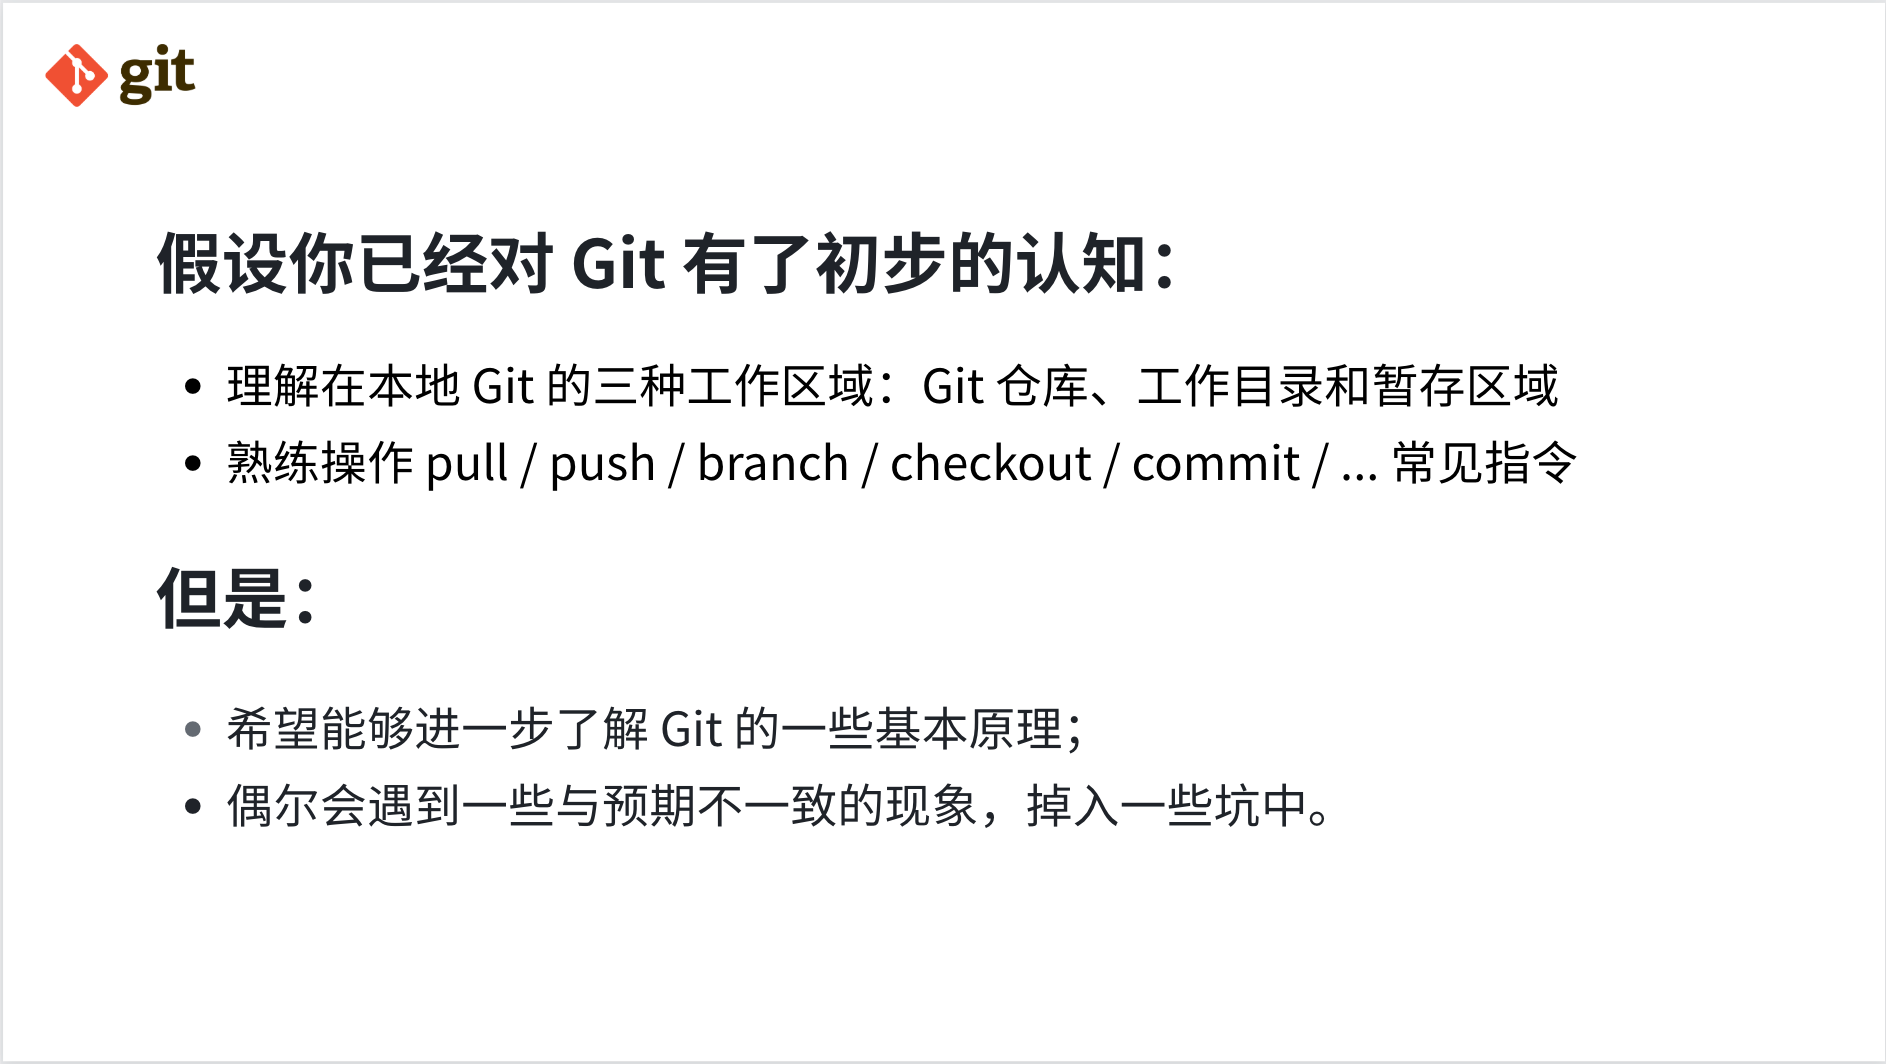 git
假设你已经对 Git 有了初步的认知：
• 理解在本地 Git 的三种工作区域：Git 仓库、工作目录和暂存区域
• 熟练操作 pull / push / branch / checkout / commit / ... 常见指令
但是：
• 希望能够进一步了解 Git 的一些基本原理；
• 偶尔会遇到一些与预期不一致的现象，掉入一些坑中。